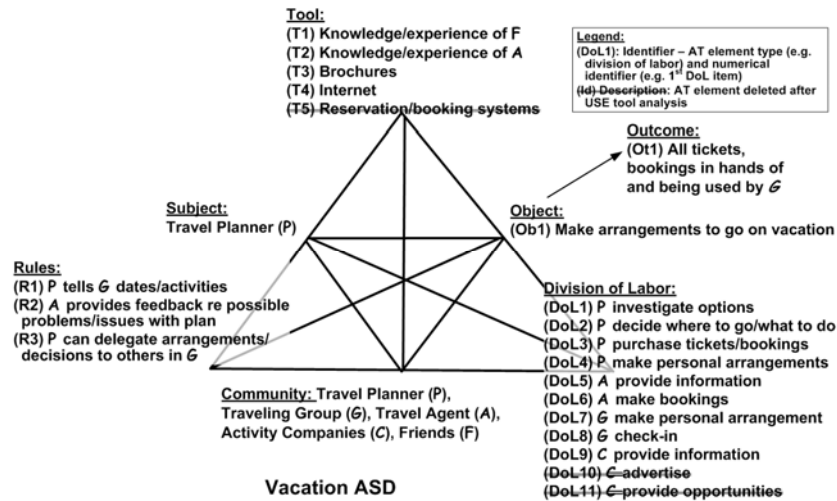 Tool:
(T1) Knowledge/experience of F
(T2) Knowledge/experience of A
(T3) Brochures
(T4) Internet
(T5) Reservation/booking systems
Legend:
(DoL1): Identifier – AT element type (e.g.
division of labor) and numerical
identifier (e.g. 1st DoL item)
(Id) Description: AT element deleted after
USE tool analysis
Outcome:
(Ot1) All tickets,
bookings in hands of
and being used by G
Subject:
Travel Planner (P)
Object:
(Ob1) Make arrangements to go on vacation
Rules:
(R1) P tells G dates/activities
(R2) A provides feedback re possible
problems/issues with plan
(R3) P can delegate arrangements/
decisions to others in G
Division of Labor:
(DoL1) P investigate options
(DoL2) P decide where to go/what to do
(DoL3) P purchase tickets/bookings
(DoL4) P make personal arrangements
(DoL5) A provide information
(DoL6) A make bookings
(DoL7) G make personal arrangement
(DoL8) G check-in
(DoL9) C provide information
(DoL10) C advertise
(DoL11) C provide opportunities
Community: Travel Planner (P),
Traveling Group (G), Travel Agent (A),
Activity Companies (C), Friends (F)
Vacation ASD